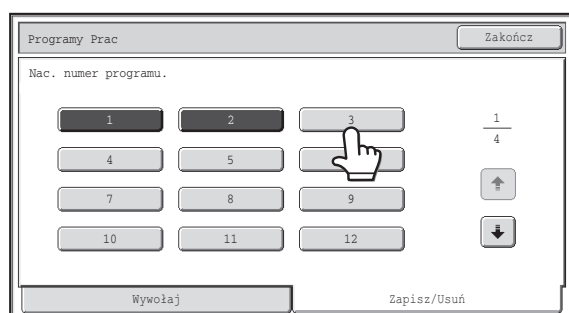 Programy Prac
Zakończ
Nac. numer programu.
1 2 3
4 5
7 8 9
10 11 12
1
4
Wywołaj
Zapisz/Usuń